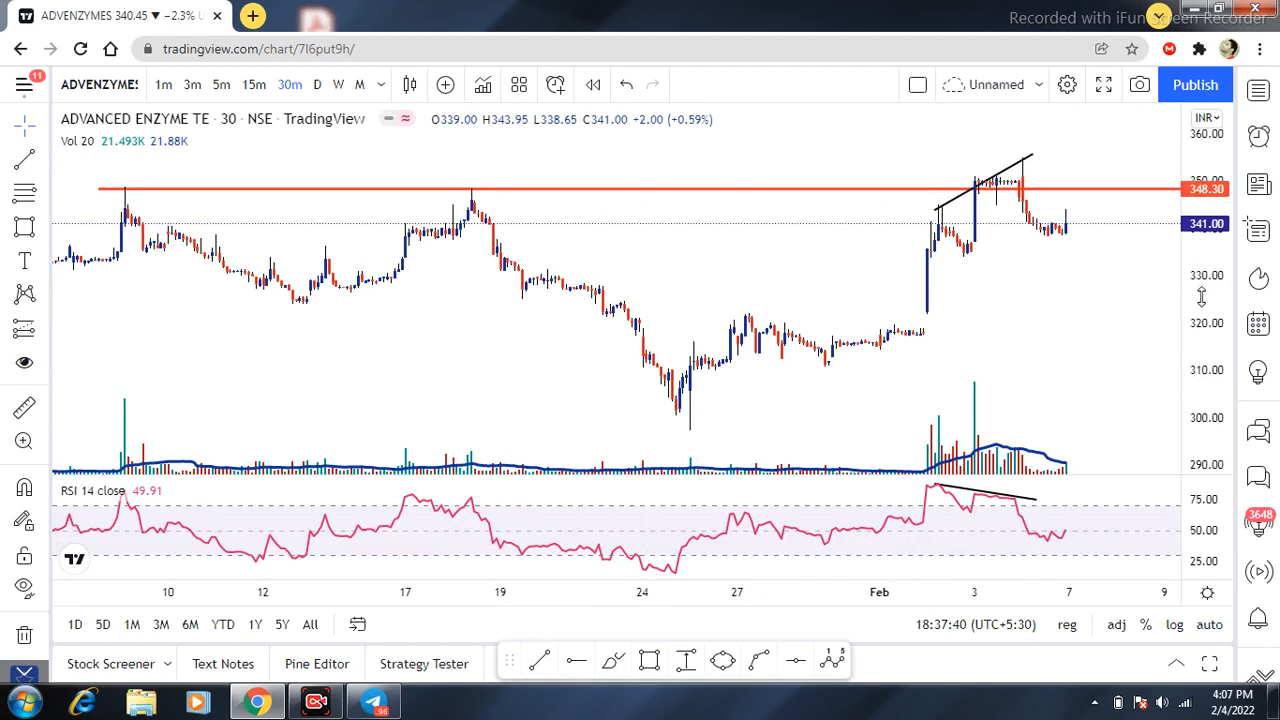 ADVENZYMES 340.45 ▼ −2.3% U
Recorded with iFun Screen Recorder
tradingview.com/chart/7l6put9h/
11
ADVENZYMES
1m 3m 5m 15m 30m D W M
Unnamed
Publish
ADVANCED ENZYME TE · 30 · NSE · TradingView
O339.00 H343.95 L338.65 C341.00 +2.00 (+0.59%)
INR
Vol 20 21.493K 21.88K
360.00
348.30
341.00
330.00
320.00
310.00
300.00
290.00
RSI 14 close 49.91
75.00
50.00
25.00
3648
10 12 17 19 24 27 Feb 3 7 9
1D 5D 1M 3M 6M YTD 1Y 5Y All
18:37:40 (UTC+5:30) reg adj % log auto
Stock Screener Text Notes Pine Editor Strategy Tester
96
4:07 PM
2/4/2022